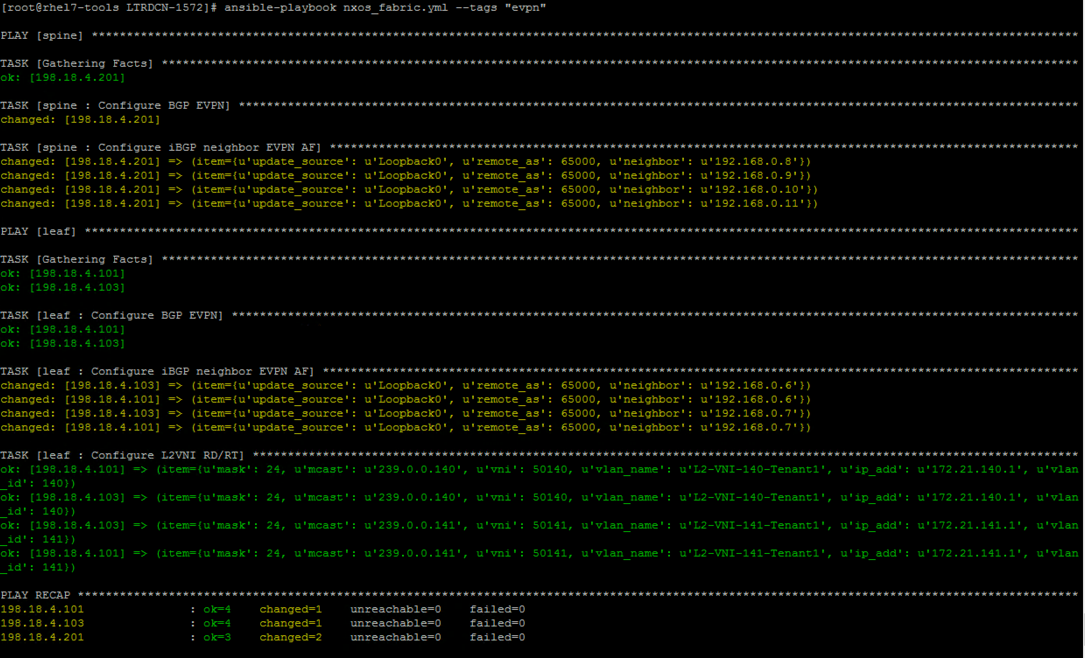 [root@rhel7-tools LTRDCN-1572]# ansible-playbook nxos_fabric.yml --tags "evpn"
PLAY [spine] *********************************************************************************************************************************************
TASK [Gathering Facts] ***********************************************************************************************************************************
ok: [198.18.4.201]
TASK [spine : Configure BGP EVPN] ************************************************************************************************************************
changed: [198.18.4.201]
TASK [spine : Configure iBGP neighbor EVPN AF] ***********************************************************************************************************
changed: [198.18.4.201] => (item={u'update_source': u'Loopback0', u'remote_as': 65000, u'neighbor': u'192.168.0.8'})
changed: [198.18.4.201] => (item={u'update_source': u'Loopback0', u'remote_as': 65000, u'neighbor': u'192.168.0.9'})
changed: [198.18.4.201] => (item={u'update_source': u'Loopback0', u'remote_as': 65000, u'neighbor': u'192.168.0.10'})
changed: [198.18.4.201] => (item={u'update_source': u'Loopback0', u'remote_as': 65000, u'neighbor': u'192.168.0.11'})
PLAY [leaf] **********************************************************************************************************************************************
TASK [Gathering Facts] ***********************************************************************************************************************************
ok: [198.18.4.101]
ok: [198.18.4.103]
TASK [leaf : Configure BGP EVPN] *************************************************************************************************************************
ok: [198.18.4.101]
ok: [198.18.4.103]
TASK [leaf : Configure iBGP neighbor EVPN AF] ************************************************************************************************************
changed: [198.18.4.103] => (item={u'update_source': u'Loopback0', u'remote_as': 65000, u'neighbor': u'192.168.0.6'})
changed: [198.18.4.101] => (item={u'update_source': u'Loopback0', u'remote_as': 65000, u'neighbor': u'192.168.0.6'})
changed: [198.18.4.103] => (item={u'update_source': u'Loopback0', u'remote_as': 65000, u'neighbor': u'192.168.0.7'})
changed: [198.18.4.101] => (item={u'update_source': u'Loopback0', u'remote_as': 65000, u'neighbor': u'192.168.0.7'})
TASK [leaf : Configure L2VNI RD/RT] **********************************************************************************************************************
ok: [198.18.4.101] => (item={u'mask': 24, u'mcast': u'239.0.0.140', u'vni': 50140, u'vlan_name': u'L2-VNI-140-Tenant1', u'ip_add': u'172.21.140.1', u'vlan
_id': 140})
ok: [198.18.4.103] => (item={u'mask': 24, u'mcast': u'239.0.0.140', u'vni': 50140, u'vlan_name': u'L2-VNI-140-Tenant1', u'ip_add': u'172.21.140.1', u'vlan
_id': 140})
ok: [198.18.4.103] => (item={u'mask': 24, u'mcast': u'239.0.0.141', u'vni': 50141, u'vlan_name': u'L2-VNI-141-Tenant1', u'ip_add': u'172.21.141.1', u'vlan
_id': 141})
ok: [198.18.4.101] => (item={u'mask': 24, u'mcast': u'239.0.0.141', u'vni': 50141, u'vlan_name': u'L2-VNI-141-Tenant1', u'ip_add': u'172.21.141.1', u'vlan
_id': 141})
PLAY RECAP ***********************************************************************************************************************************************
198.18.4.101 : ok=4 changed=1 unreachable=0 failed=0
198.18.4.103 : ok=4 changed=1 unreachable=0 failed=0
198.18.4.201 : ok=3 changed=2 unreachable=0 failed=0